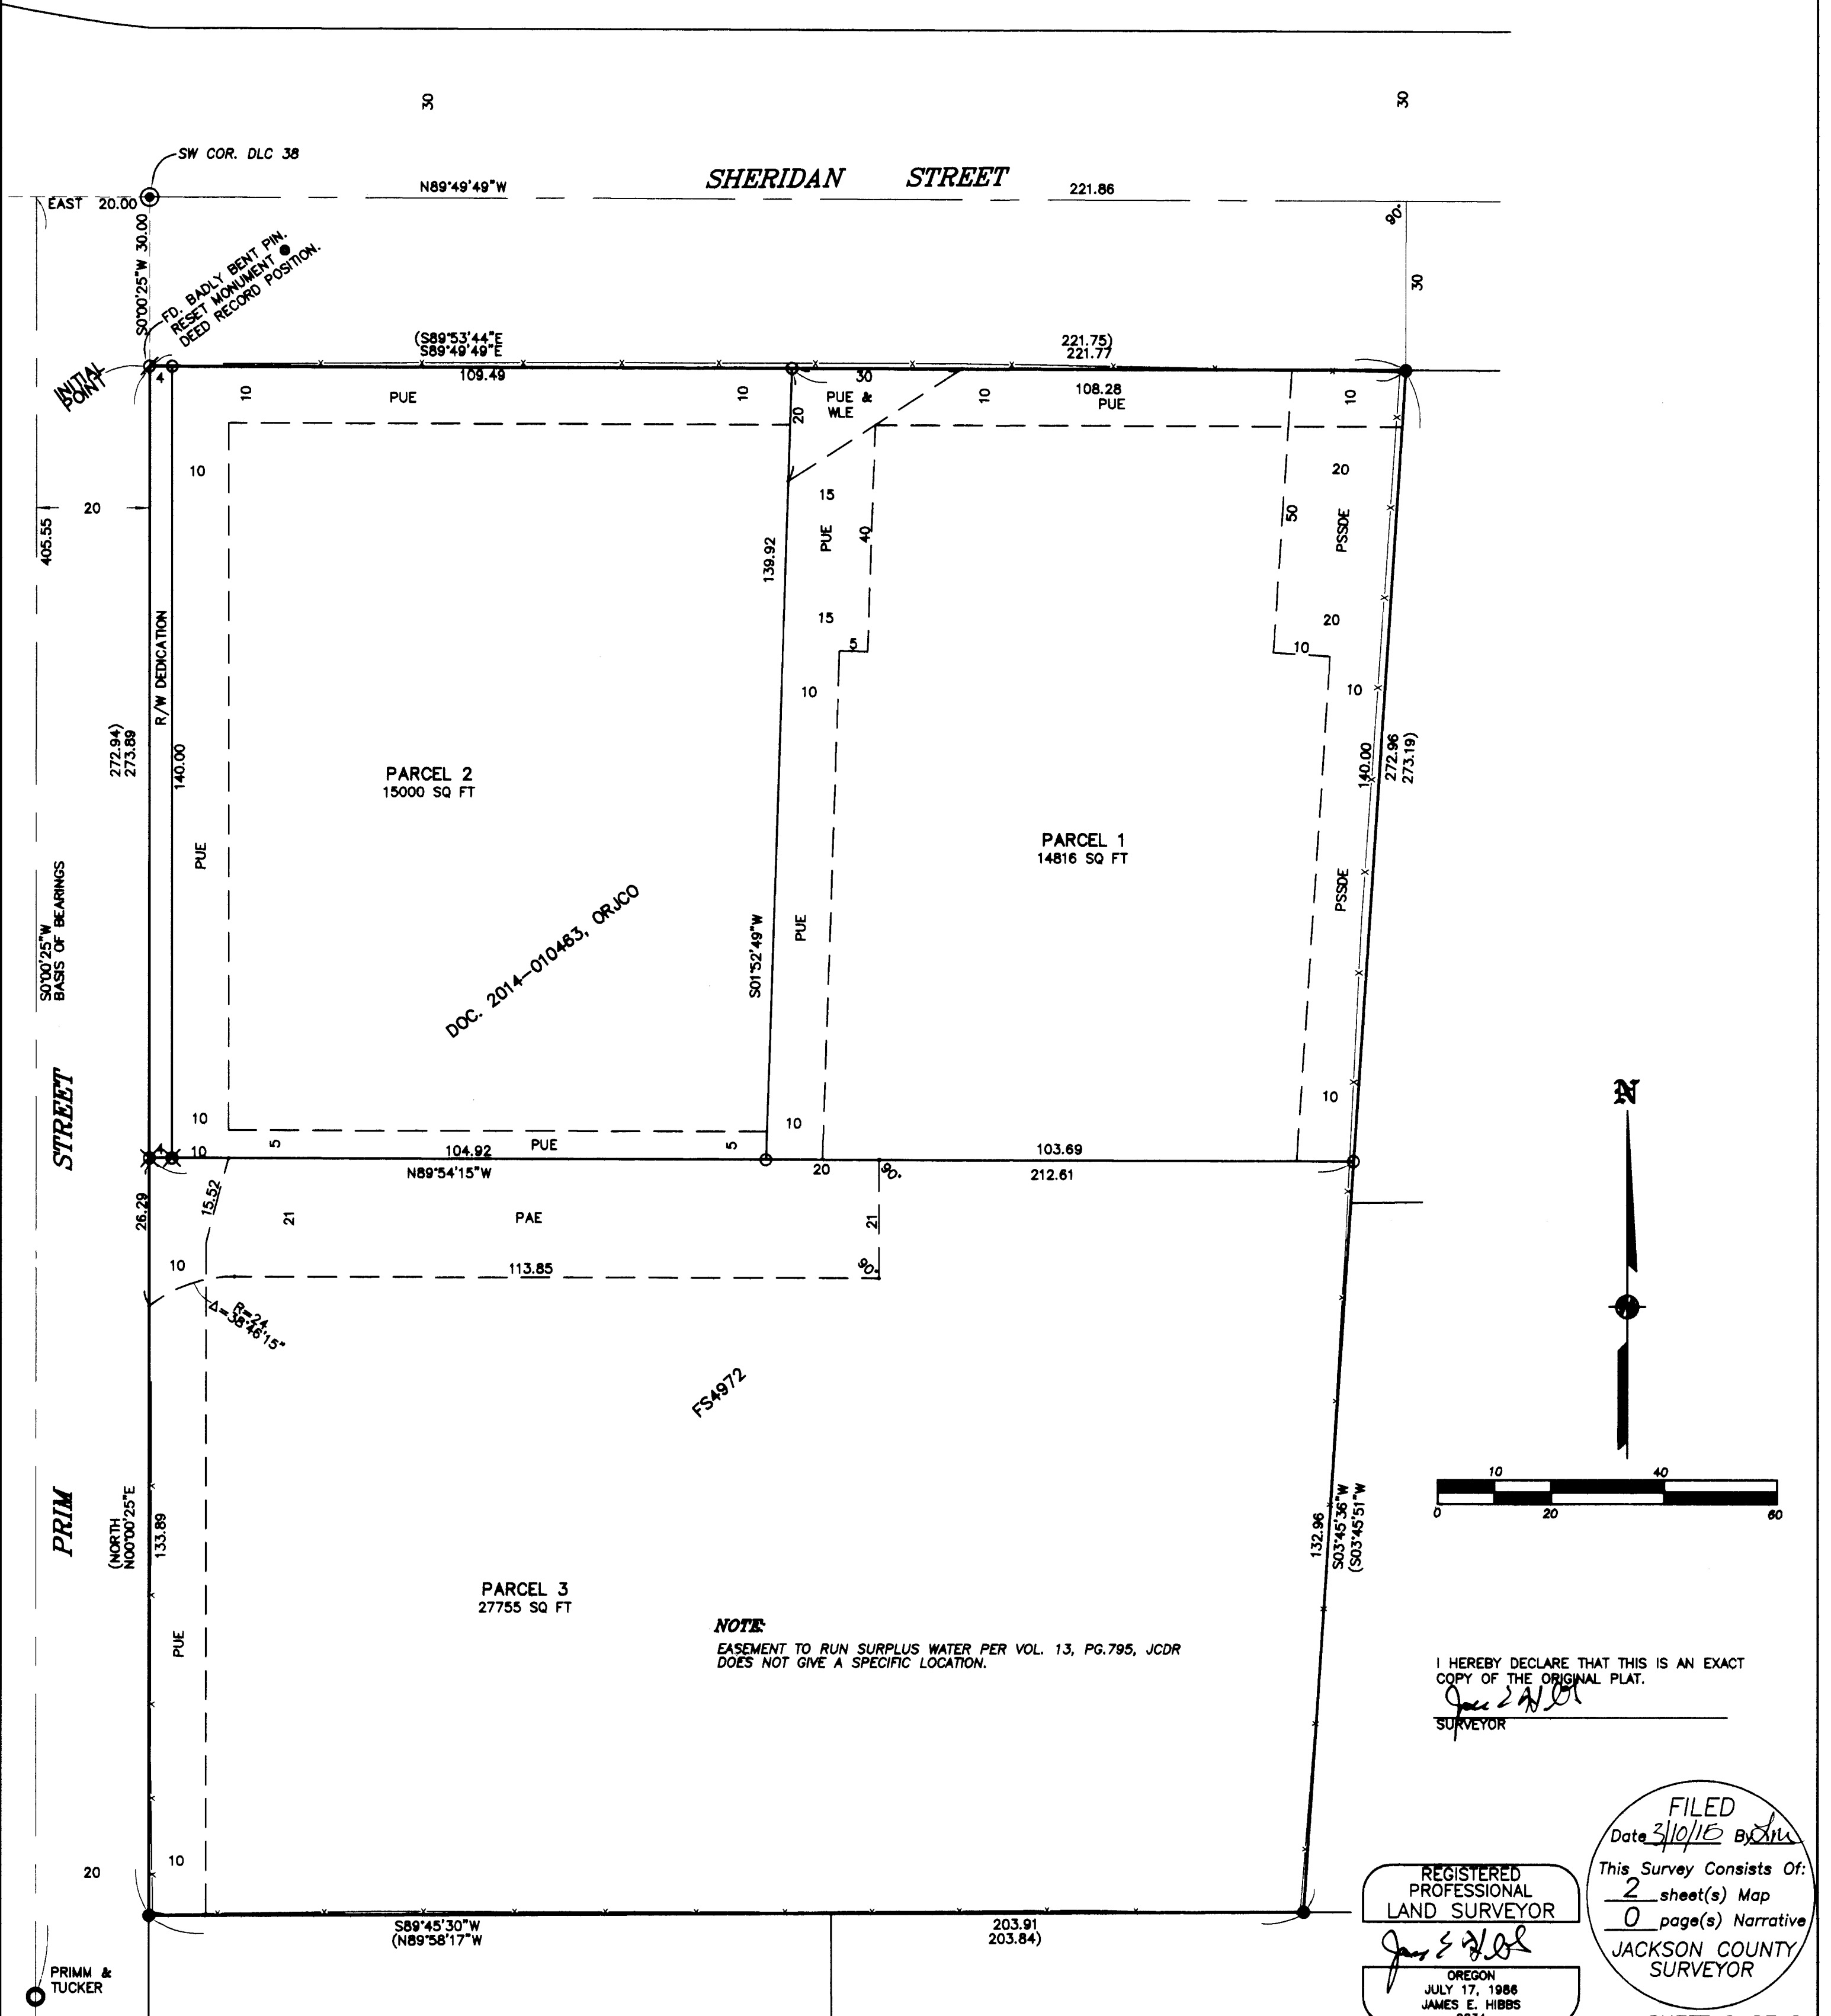 30
30
SW COR. DLC 38
SHERIDAN STREET
N89°49'49"W
221.86
EAST 20.00
90°
S0°00'25"W 30.00
30
FD. BADLY BENT PIN.
RESET MONUMENT
DEED RECORD POSITION.
INITIAL
POINT
(S89°53'44"E
S89°49'49"E
221.75)
221.77
4
109.49
30
108.28
10
PUE
10
20
PUE &
WLE
10
PUE
10
10
15
20
20
405.55
PUE
40
50
PSSDE
139.92
15
20
5
10
10
10
R/W DEDICATION
272.94)
273.89
140.00
140.00
272.96
273.19)
PARCEL 2
15000 SQ FT
PARCEL 1
14816 SQ FT
PUE
PSSDE
DOC. 2014-010463, ORJCO
S0°00'25"W
BASIS OF BEARINGS
S01°52'49"W
PUE
10
10
10
4
10
5
104.92
PUE
5
103.69
N89°54'15"W
20
90°
212.61
26.29
15.52
21
PAE
21
10
113.85
90°
R=24
Δ=38°46'15"
N
FS4972
10
40
0
20
60
PRIM STREET
(NORTH
N00°00'25"E
133.89
132.96
S03°45'36"W
(S03°45'51"W
PARCEL 3
27755 SQ FT
PUE
NOTE:
EASEMENT TO RUN SURPLUS WATER PER VOL. 13, PG.795, JCDR
DOES NOT GIVE A SPECIFIC LOCATION.
I HEREBY DECLARE THAT THIS IS AN EXACT
COPY OF THE ORIGINAL PLAT.
SURVEYOR
20
10
S89°45'30"W
(N89°58'17"W
203.91
203.84)
PRIMM &
TUCKER
REGISTERED
PROFESSIONAL
LAND SURVEYOR
OREGON
JULY 17, 1986
JAMES E. HIBBS
FILED
Date 3/10/15 By
This Survey Consists Of:
2 sheet(s) Map
0 page(s) Narrative
JACKSON COUNTY
SURVEYOR